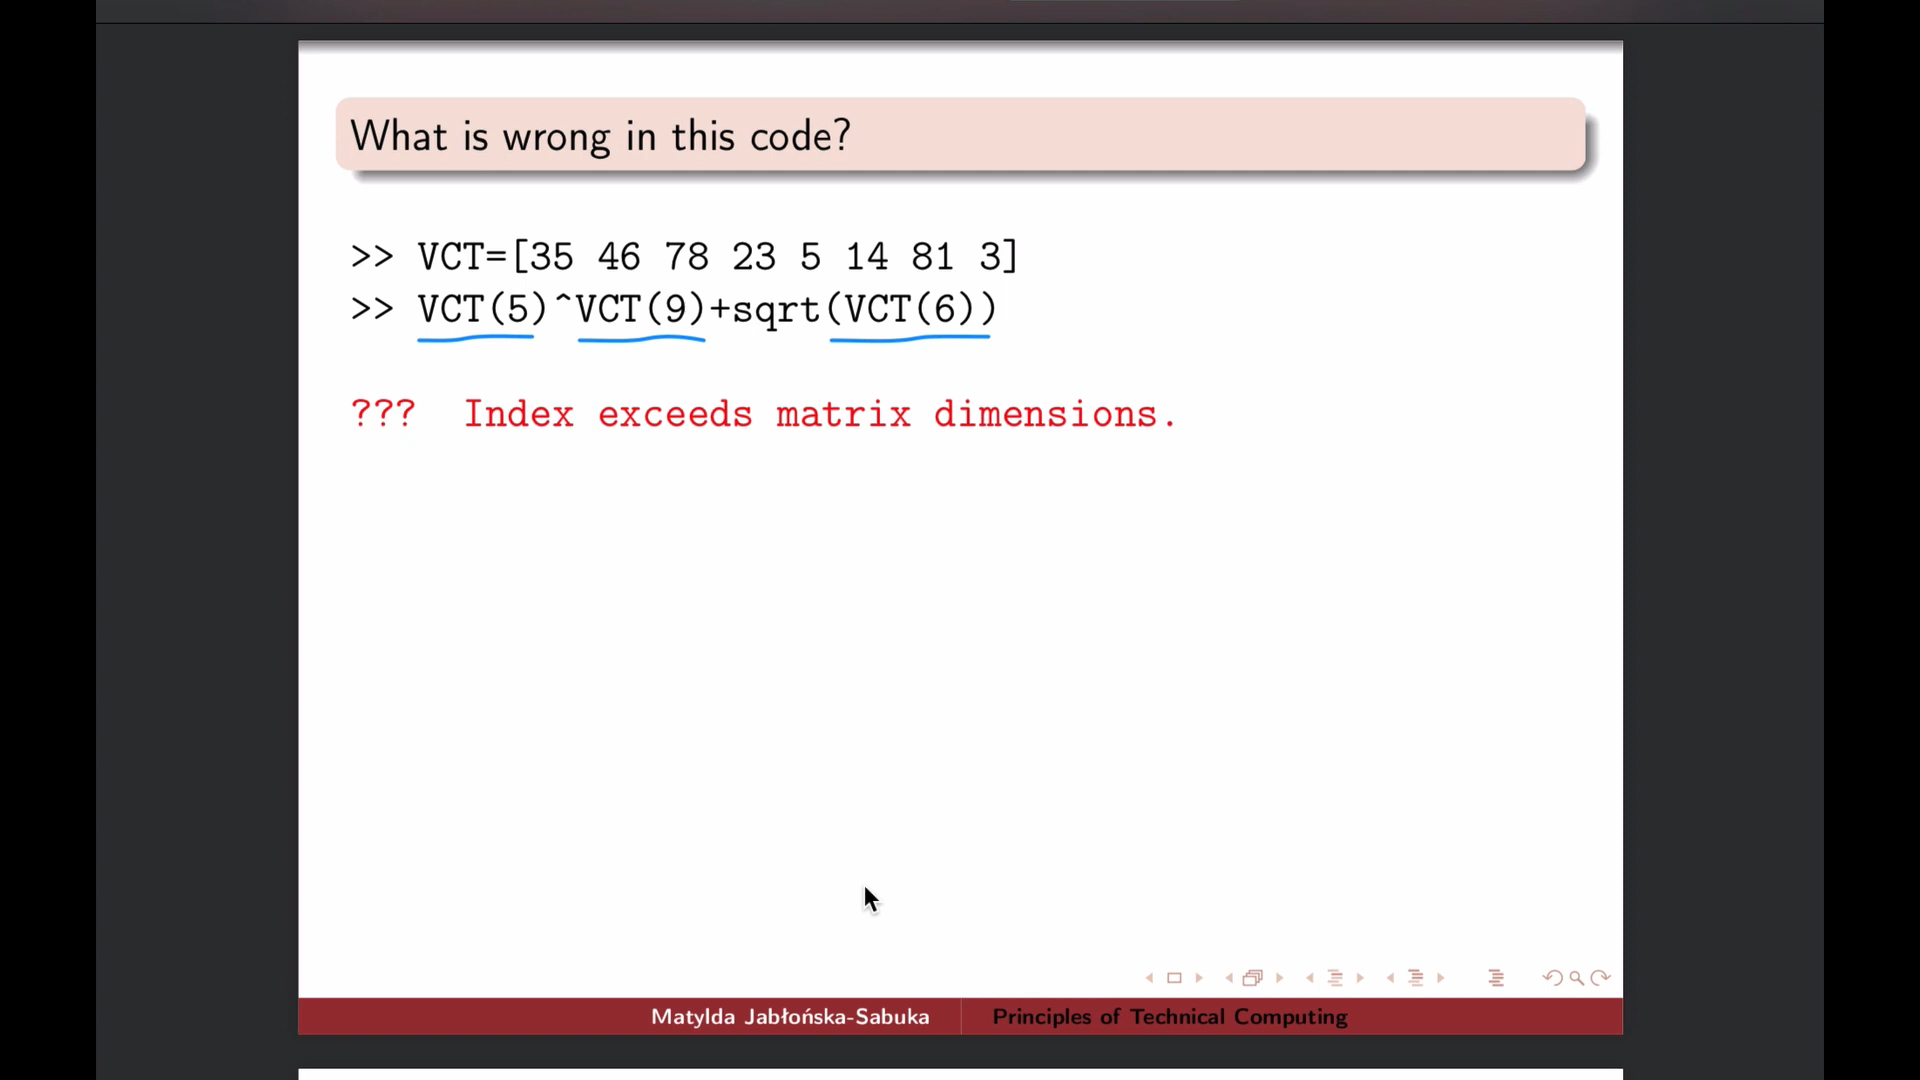 What is wrong in this code?
>> VCT=[35 46 78 23 5 14 81 3]
>> VCT(5)^VCT(9)+sqrt(VCT(6))
??? Index exceeds matrix dimensions.
Matylda Jabłońska-Sabuka Principles of Technical Computing